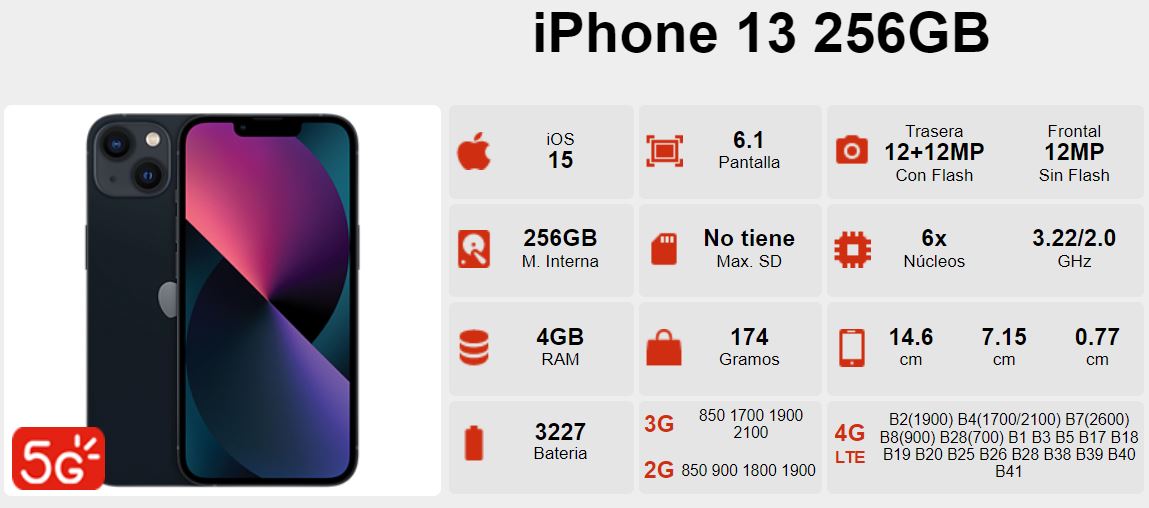 iPhone 13 256GB
iOS
15
6.1
Pantalla
Trasera
12+12MP
Con Flash
Frontal
12MP
Sin Flash
256GB
M. Interna
No tiene
Max. SD
6x
Núcleos
3.22/2.0
GHz
4GB
RAM
174
Gramos
14.6
cm
7.15
cm
0.77
cm
5G
3227
Bateria
3G
850 1700 1900
2100
2G
850 900 1800 1900
4G
LTE
B2(1900) B4(1700/2100) B7(2600)
B8(900) B28(700) B1 B3 B5 B17 B18
B19 B20 B25 B26 B28 B38 B39 B40
B41